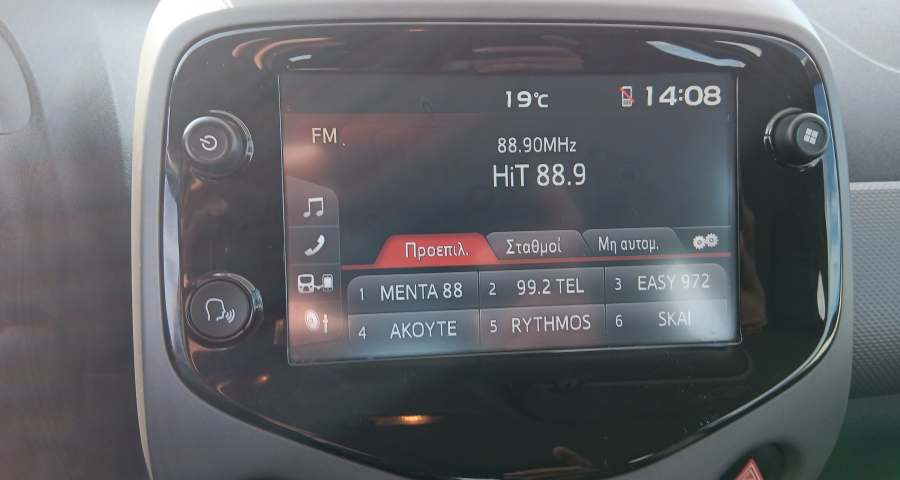 19°C 14:08
FM
88.90MHz
HiT 88.9
Προεπιλ. Σταθμοί Μη αυτομ.
1 MENTA 88 2 99.2 TEL 3 EASY 972
4 AKOYTE 5 RYTHMOS 6 SKAI